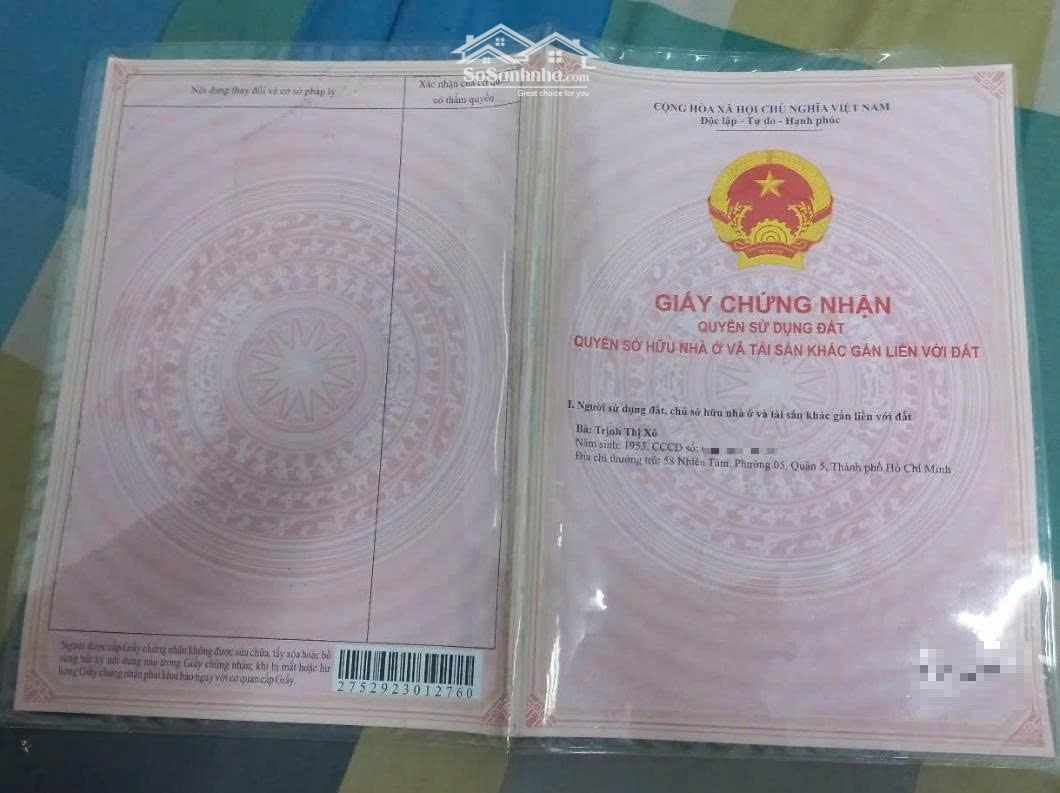 SoSanhnha.com
Great choice for you
Nội dung thay đổi và cơ sở pháp lý
Xác nhận của cơ quan
có thẩm quyền
Người được cấp Giấy chứng nhận không được sửa chữa, tẩy xóa hoặc bổ
sung bất kỳ nội dung nào trong Giấy chứng nhận; khi bị mất hoặc hư
hỏng Giấy chứng nhận phải khai báo ngay với cơ quan cấp Giấy.
2752923012760
CỘNG HÒA XÃ HỘI CHỦ NGHĨA VIỆT NAM
Độc lập - Tự do - Hạnh phúc
GIẤY CHỨNG NHẬN
QUYỀN SỬ DỤNG ĐẤT
QUYỀN SỞ HỮU NHÀ Ở VÀ TÀI SẢN KHÁC GẮN LIỀN VỚI ĐẤT
I. Người sử dụng đất, chủ sở hữu nhà ở và tài sản khác gắn liền với đất
Bà: Trịnh Thị Xô
Năm sinh: 1953, CCCD số:
Địa chỉ thường trú: 58 Nhiêu Tâm, Phường 05, Quận 5, Thành phố Hồ Chí Minh